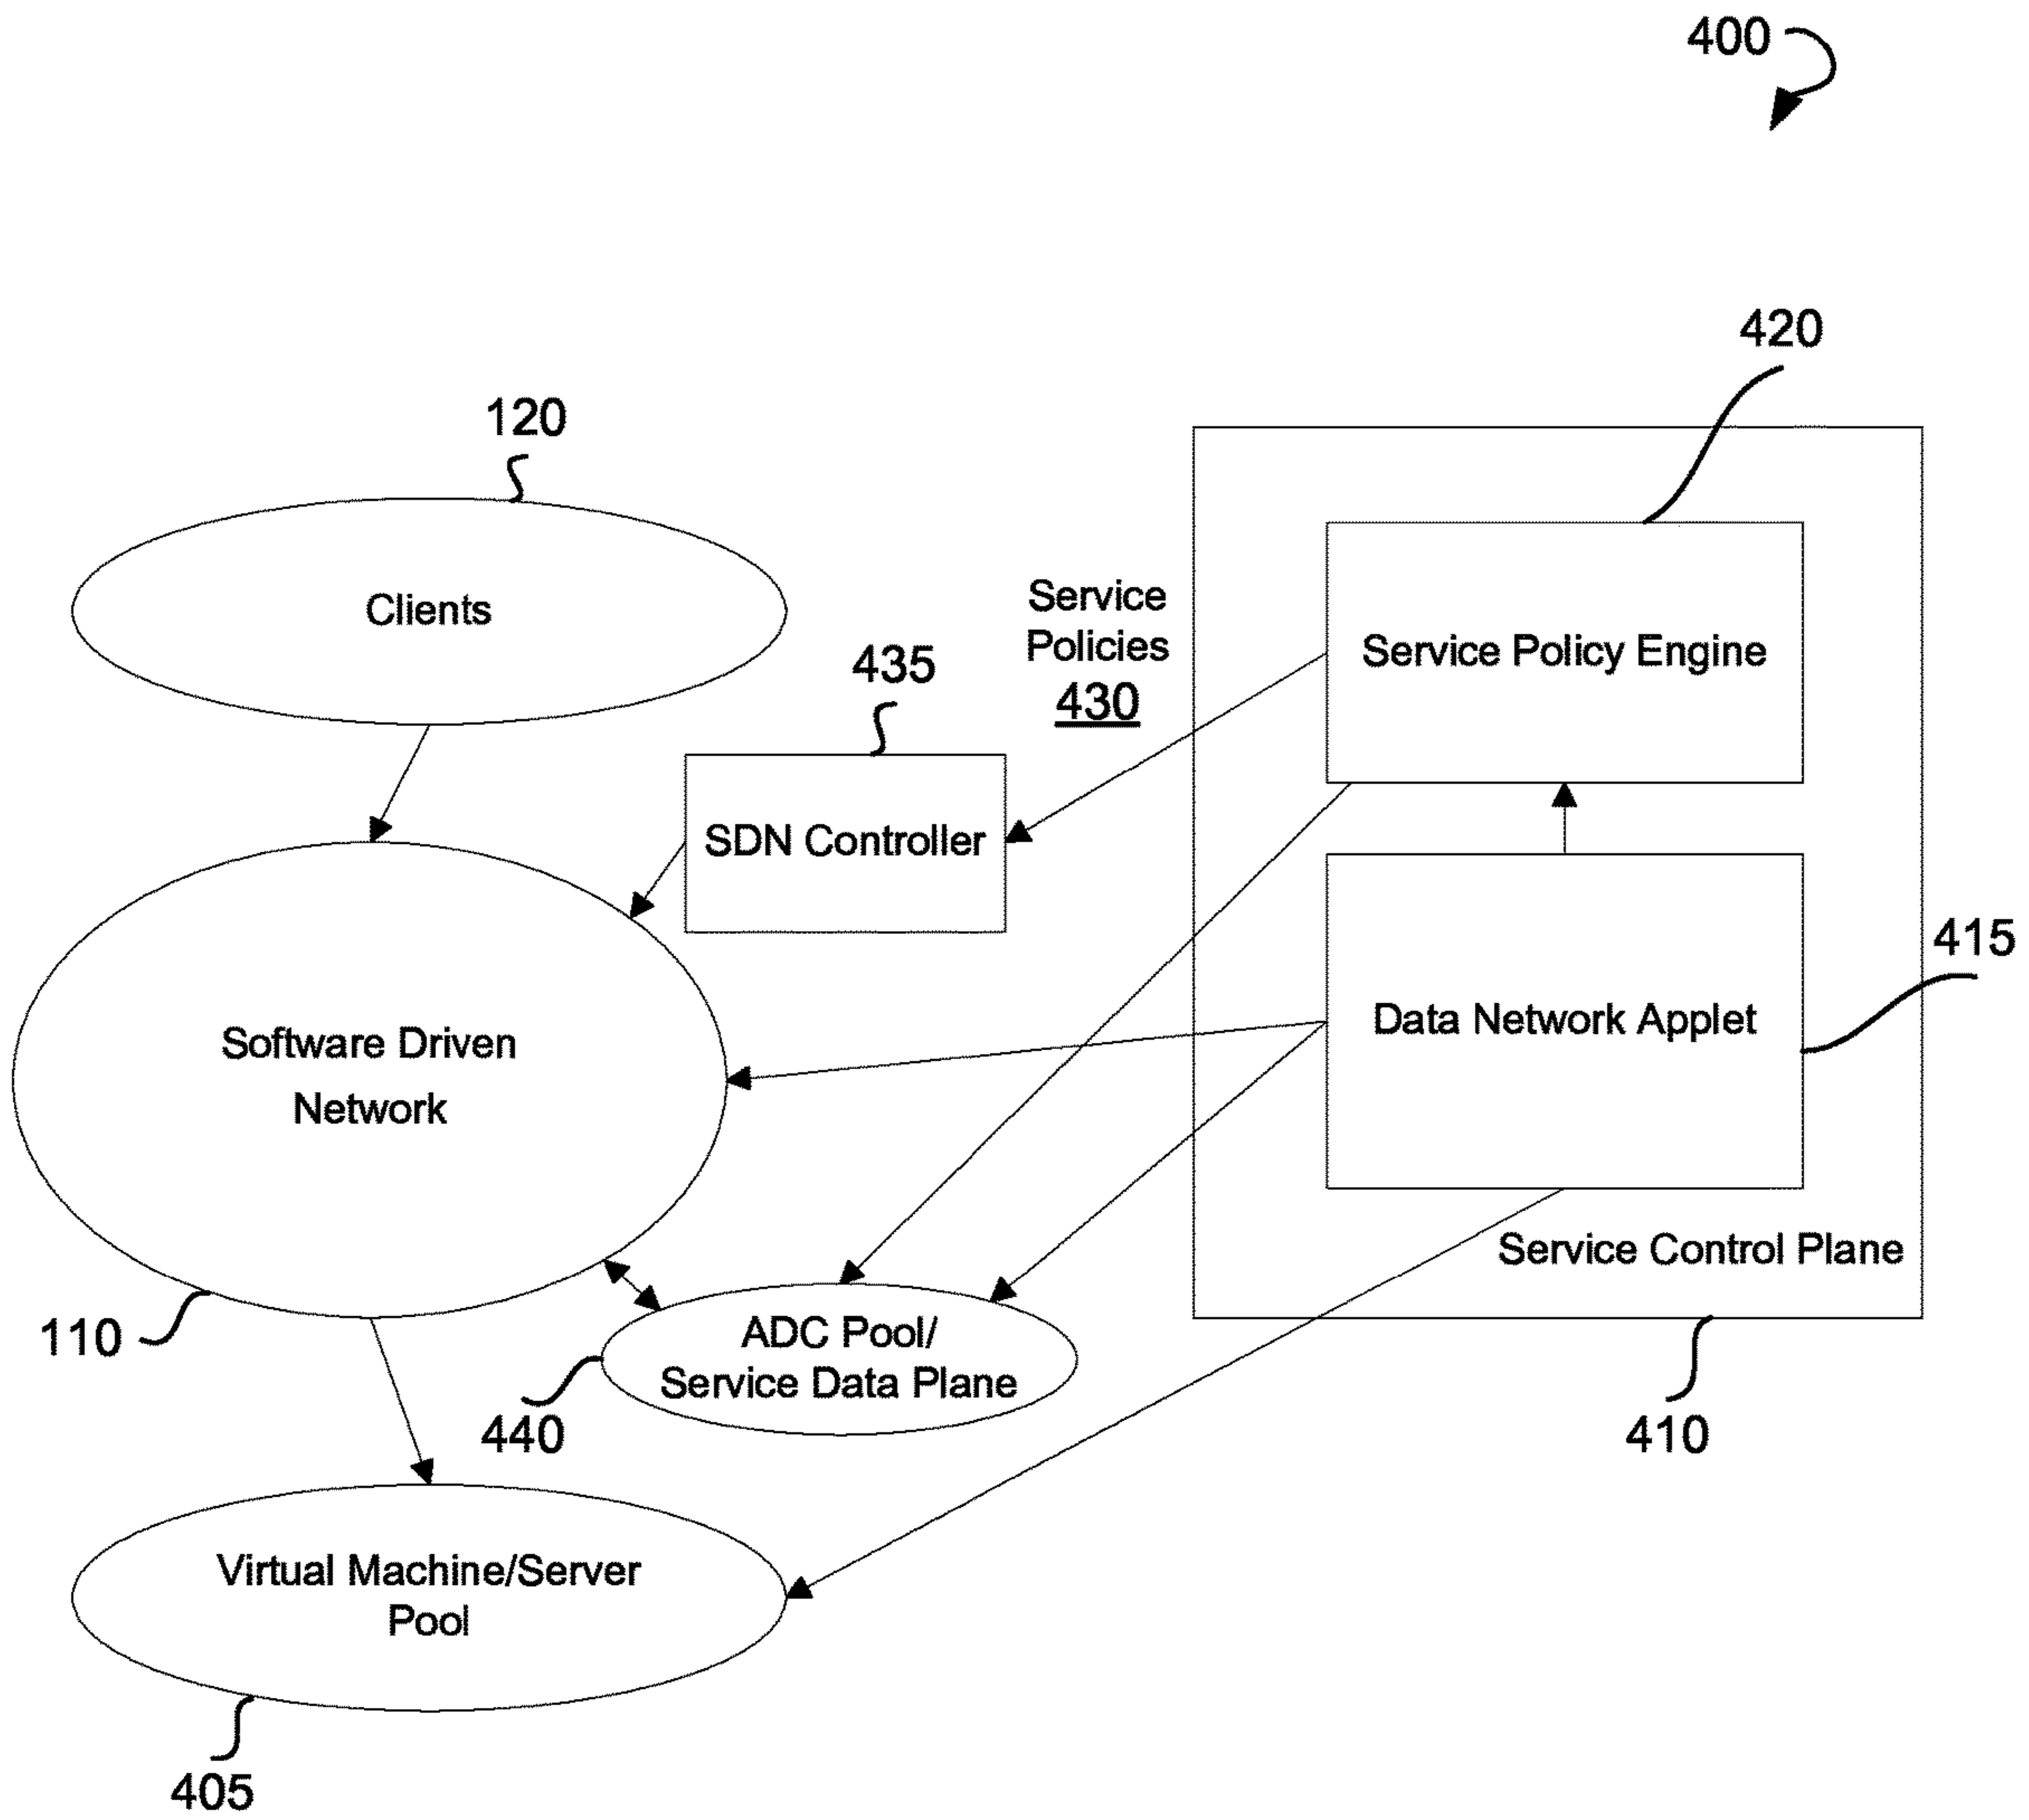 400
420
120
Service
Policies
430
Clients
435
Service Policy Engine
SDN Controller
415
Data Network Applet
Software Driven
Network
Service Control Plane
110
ADC Pool/
Service Data Plane
440
410
Virtual Machine/Server
Pool
405